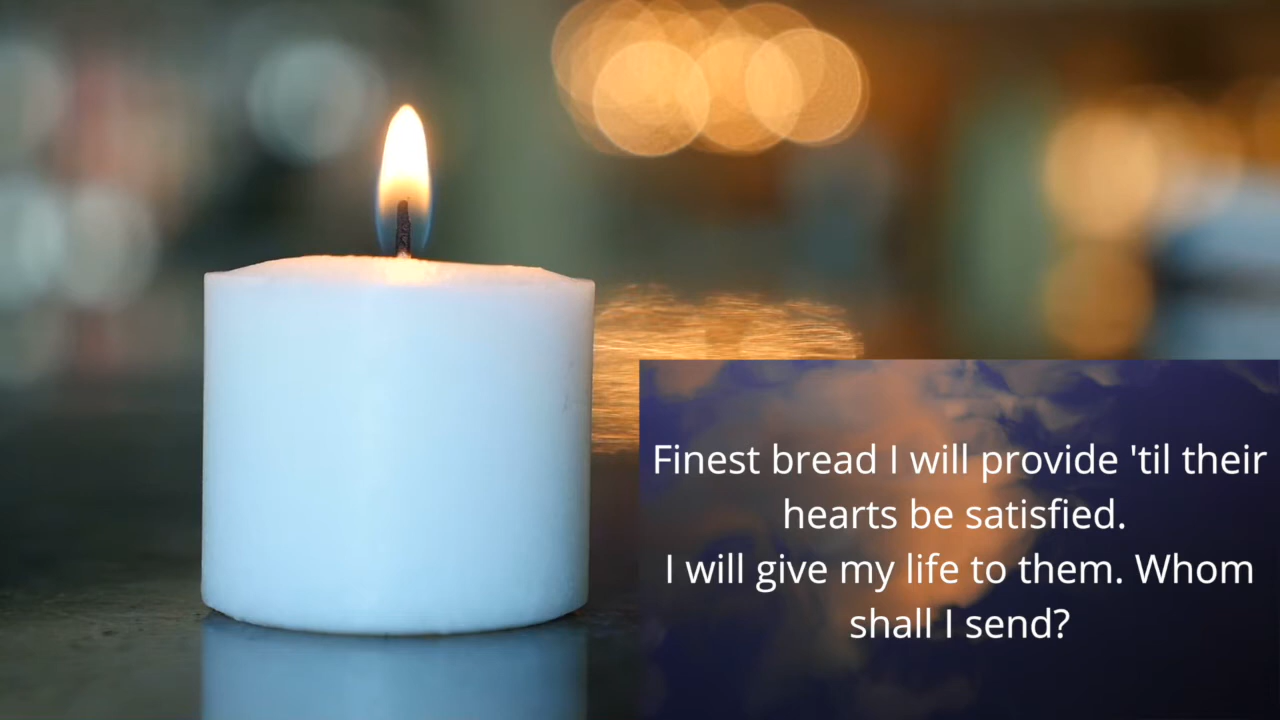 Finest bread I will provide 'til their
hearts be satisfied.
I will give my life to them. Whom
shall I send?